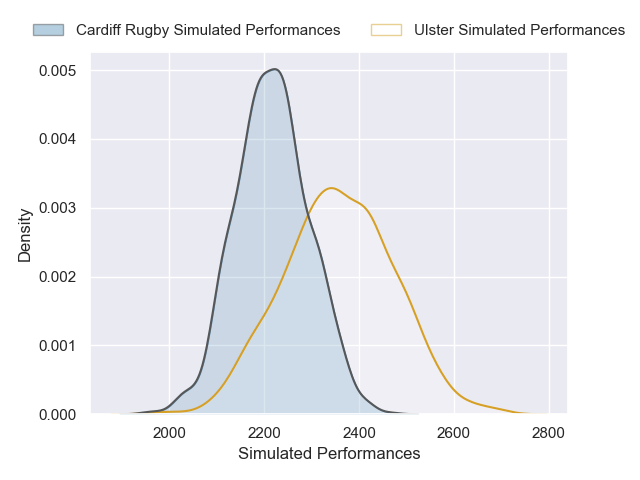 Cardiff Rugby Simulated Performances Ulster Simulated Performances
0.005
0.004
0.003
0.002
0.001
0.000
Density
2000 2200 2400 2600 2800
Simulated Performances